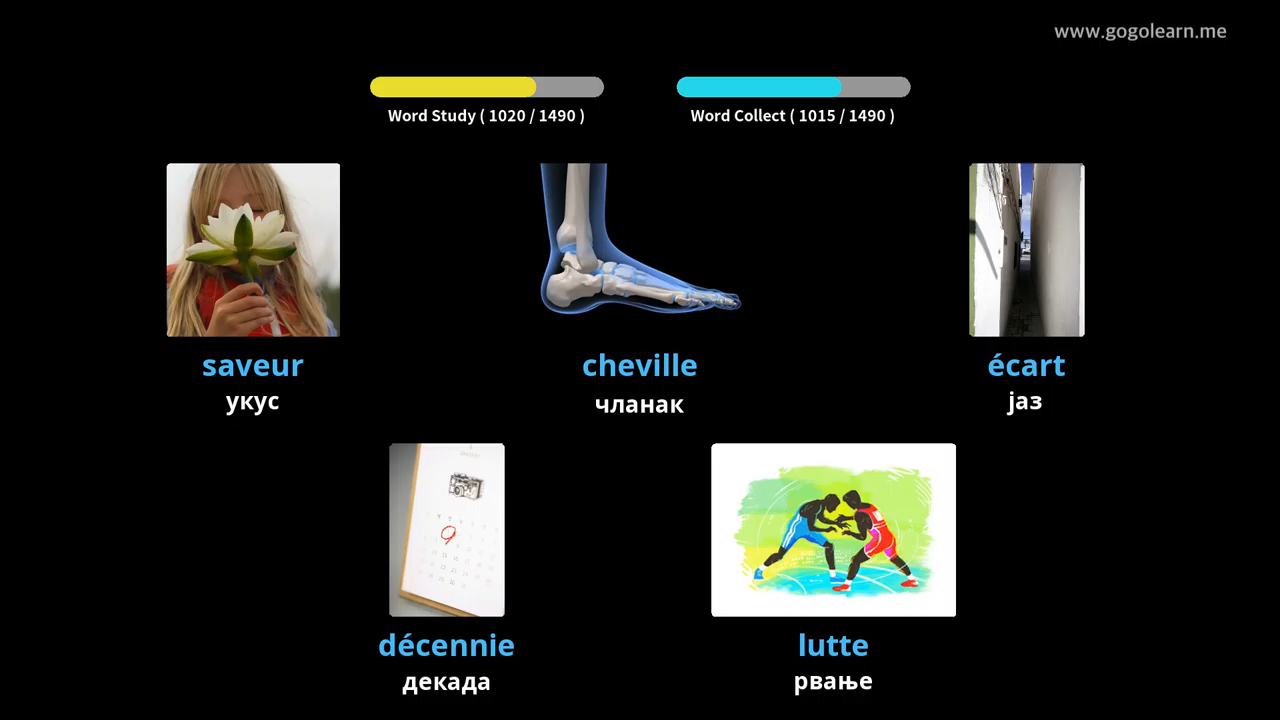 www.gogolearn.me
Word Study ( 1020 / 1490 )
Word Collect ( 1015 / 1490 )
saveur
укус
cheville
чланак
écart
јаз
décennie
декада
lutte
рвање